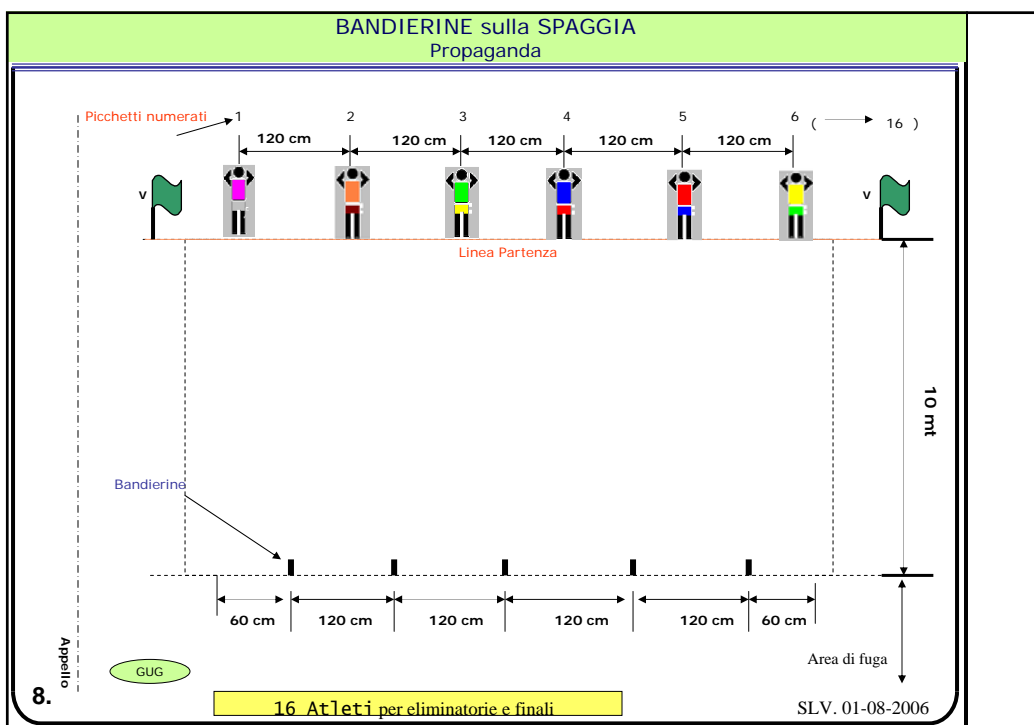 BANDIERINE sulla SPAGGIA
Propaganda
Picchetti numerati 1 2 3 4 5 6 ( 16 )
120 cm 120 cm 120 cm 120 cm 120 cm
V V
Linea Partenza
10 mt
Bandierine
60 cm 120 cm 120 cm 120 cm 120 cm 60 cm
Appello
Area di fuga
GUG
8.
16 Atleti per eliminatorie e finali
SLV. 01-08-2006